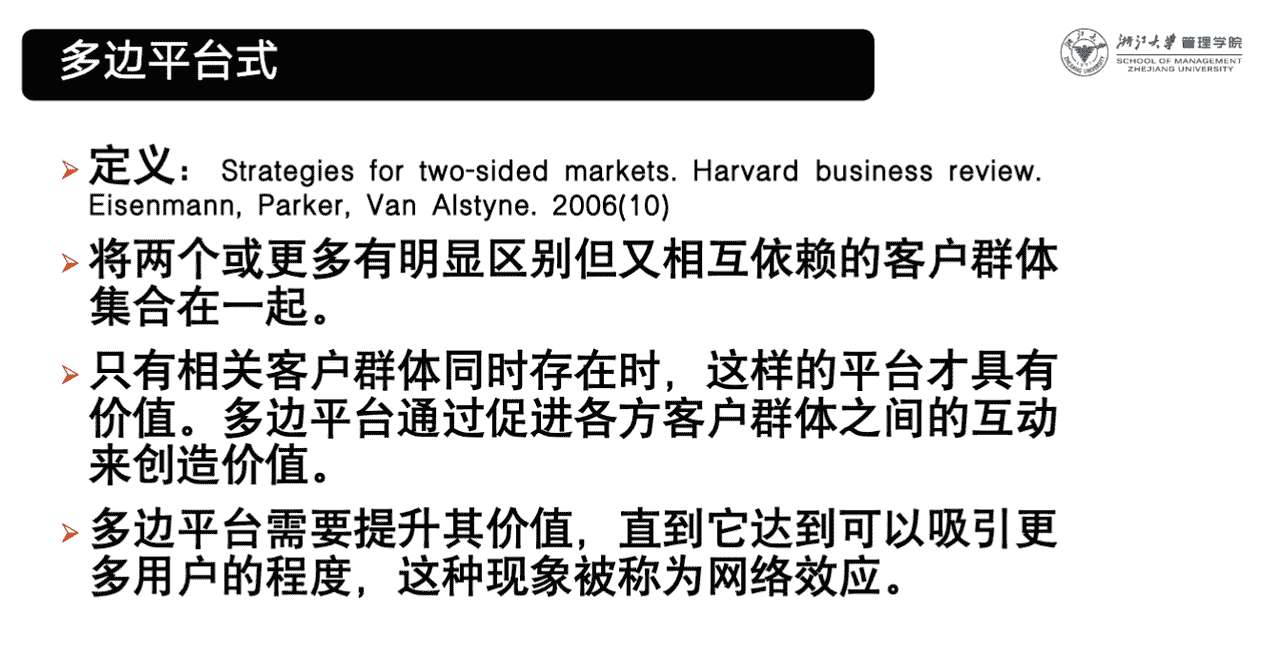 多边平台式
浙江大学管理学院
SCHOOL OF MANAGEMENT
ZHEJIANG UNIVERSITY
定义：Strategies for two-sided markets. Harvard business review.
Eisenmann, Parker, Van Alstyne. 2006(10)
将两个或更多有明显区别但又相互依赖的客户群体
集合在一起。
只有相关客户群体同时存在时，这样的平台才具有
价值。多边平台通过促进各方客户群体之间的互动
来创造价值。
多边平台需要提升其价值，直到它达到可以吸引更
多用户的程度，这种现象被称为网络效应。